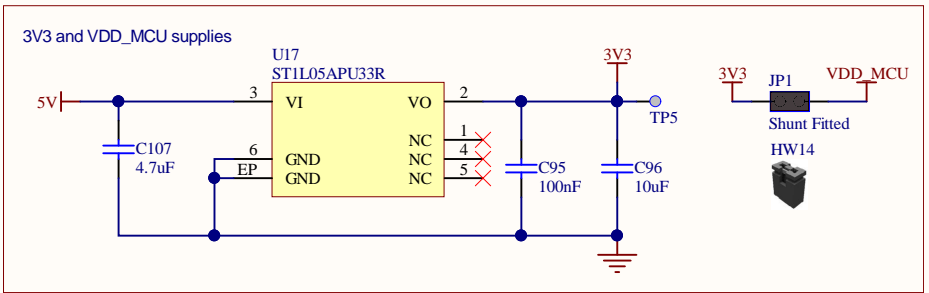 3V3 and VDD_MCU supplies
U17
ST1L05APU33R
3V3
3V3
JP1
VDD_MCU
5V
3
VI
VO
2
TP5
Shunt Fitted
NC
1
C107
4.7uF
6
GND
NC
4
HW14
EP
GND
NC
5
C95
100nF
C96
10uF